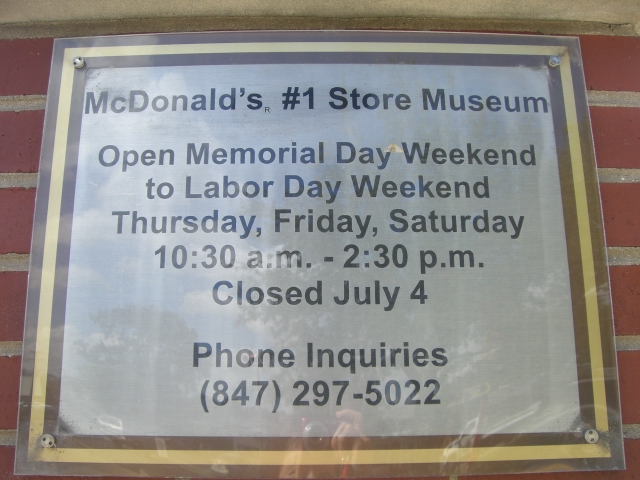 McDonald's® #1 Store Museum
Open Memorial Day Weekend
to Labor Day Weekend
Thursday, Friday, Saturday
10:30 a.m. - 2:30 p.m.
Closed July 4
Phone Inquiries
(847) 297-5022